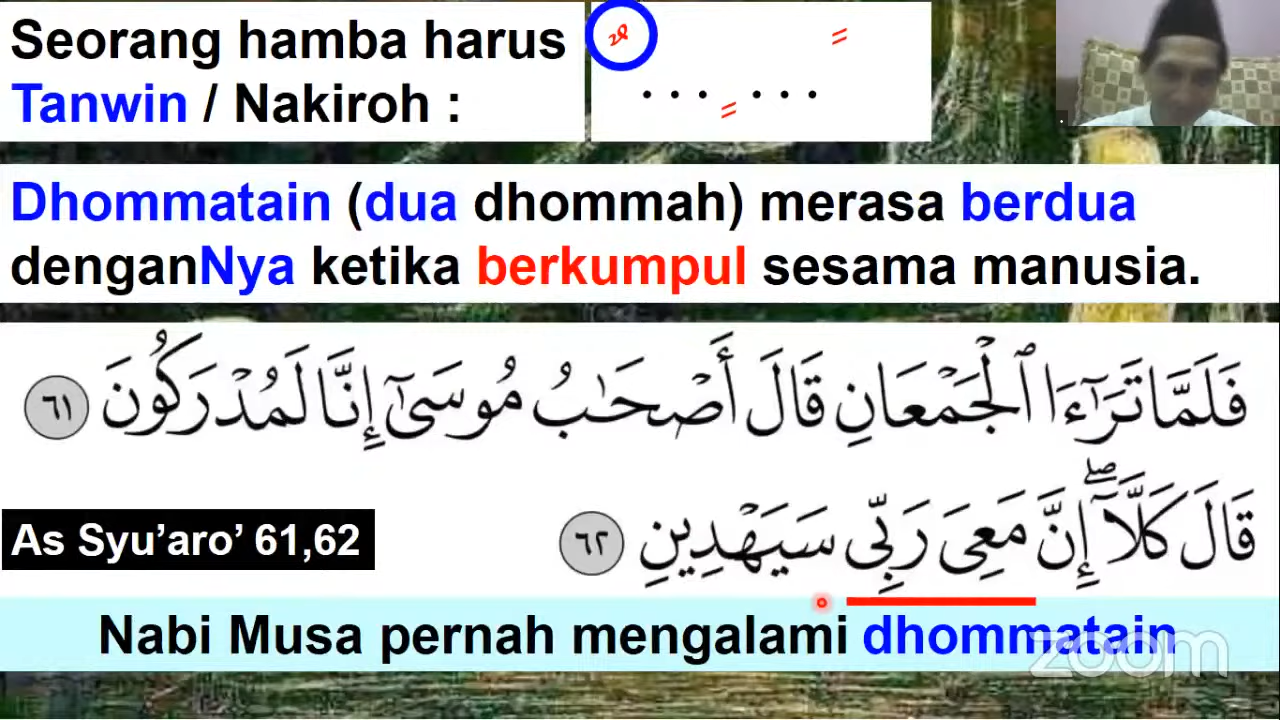 Seorang hamba harus
Tanwin / Nakiroh :
ٌ ً
... ...
ٍ
Dhommatain (dua dhommah) merasa berdua
denganNya ketika berkumpul sesama manusia.
فَلَمَّا تَرَٰٓءَا ٱلْجَمْعَانِ قَالَ أَصْحَٰبُ مُوسَىٰٓ إِنَّا لَمُدْرَكُونَ ٦١
قَالَ كَلَّآ ۖ إِنَّ مَعِىَ رَبِّى سَيَهْدِينِ ٦٢
As Syu’aro’ 61,62
Nabi Musa pernah mengalami dhommatain
zoom